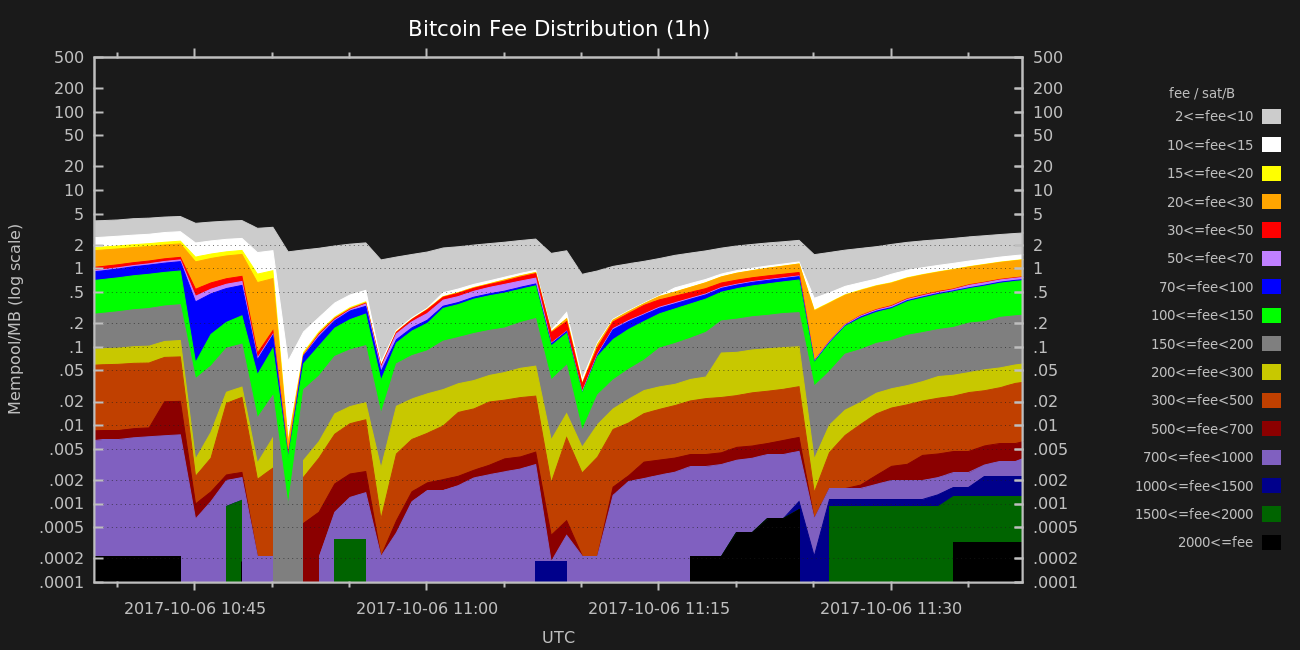 Bitcoin Fee Distribution (1h)
Mempool/MB (log scale)
500
200
100
50
20
10
5
2
1
.5
.2
.1
.05
.02
.01
.005
.002
.001
.0005
.0002
.0001
500
200
100
50
20
10
5
2
1
.5
.2
.1
.05
.02
.01
.005
.002
.001
.0005
.0002
.0001
2017-10-06 10:45
2017-10-06 11:00
2017-10-06 11:15
2017-10-06 11:30
UTC
fee / sat/B
2<=fee<10
10<=fee<15
15<=fee<20
20<=fee<30
30<=fee<50
50<=fee<70
70<=fee<100
100<=fee<150
150<=fee<200
200<=fee<300
300<=fee<500
500<=fee<700
700<=fee<1000
1000<=fee<1500
1500<=fee<2000
2000<=fee